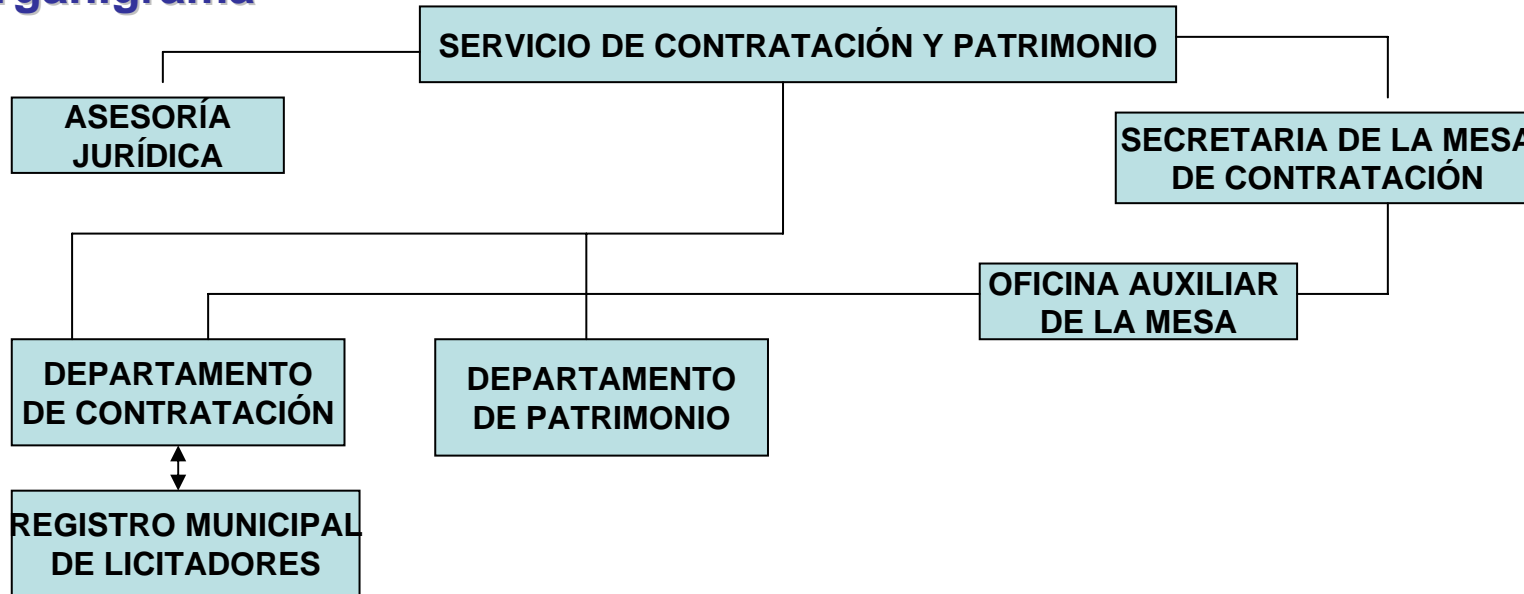 rganigrama
SERVICIO DE CONTRATACIÓN Y PATRIMONIO
ASESORÍA
JURÍDICA
SECRETARIA DE LA MESA
DE CONTRATACIÓN
OFICINA AUXILIAR
DE LA MESA
DEPARTAMENTO
DE CONTRATACIÓN
DEPARTAMENTO
DE PATRIMONIO
REGISTRO MUNICIPAL
DE LICITADORES